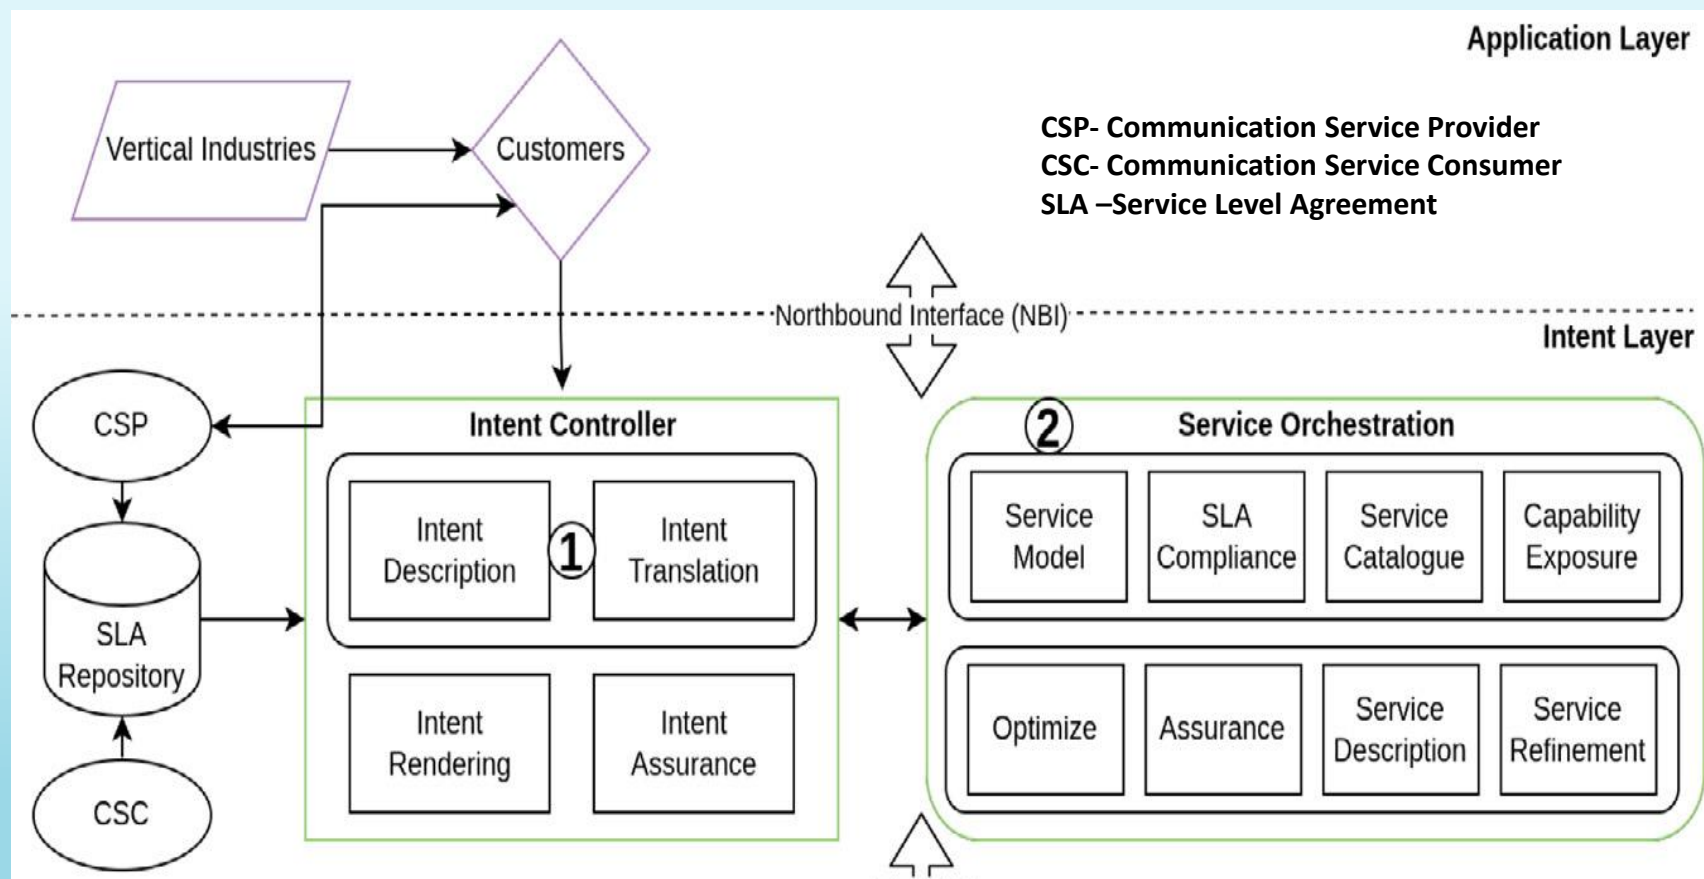 Application Layer
Vertical Industries
Customers
CSP- Communication Service Provider
CSC- Communication Service Consumer
SLA –Service Level Agreement
Northbound Interface (NBI)
Intent Layer
CSP
SLA
Repository
CSC
Intent Controller
Intent
Description
1
Intent
Translation
Intent
Rendering
Intent
Assurance
2
Service Orchestration
Service
Model
SLA
Compliance
Service
Catalogue
Capability
Exposure
Optimize
Assurance
Service
Description
Service
Refinement